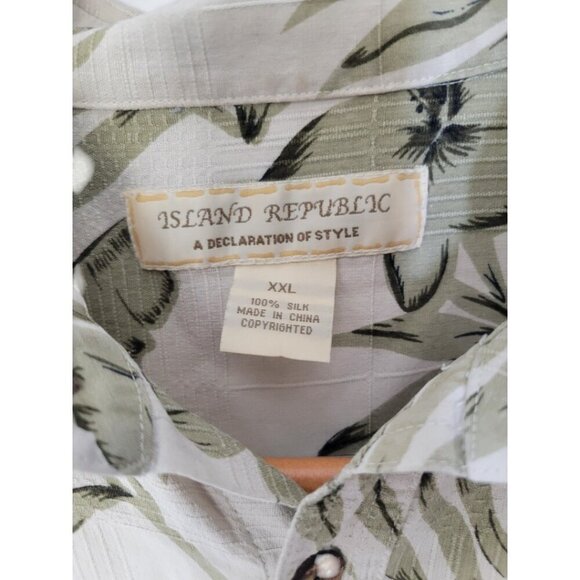 ISLAND REPUBLIC
A DECLARATION OF STYLE
XXL
100% SILK
MADE IN CHINA
COPYRIGHTED